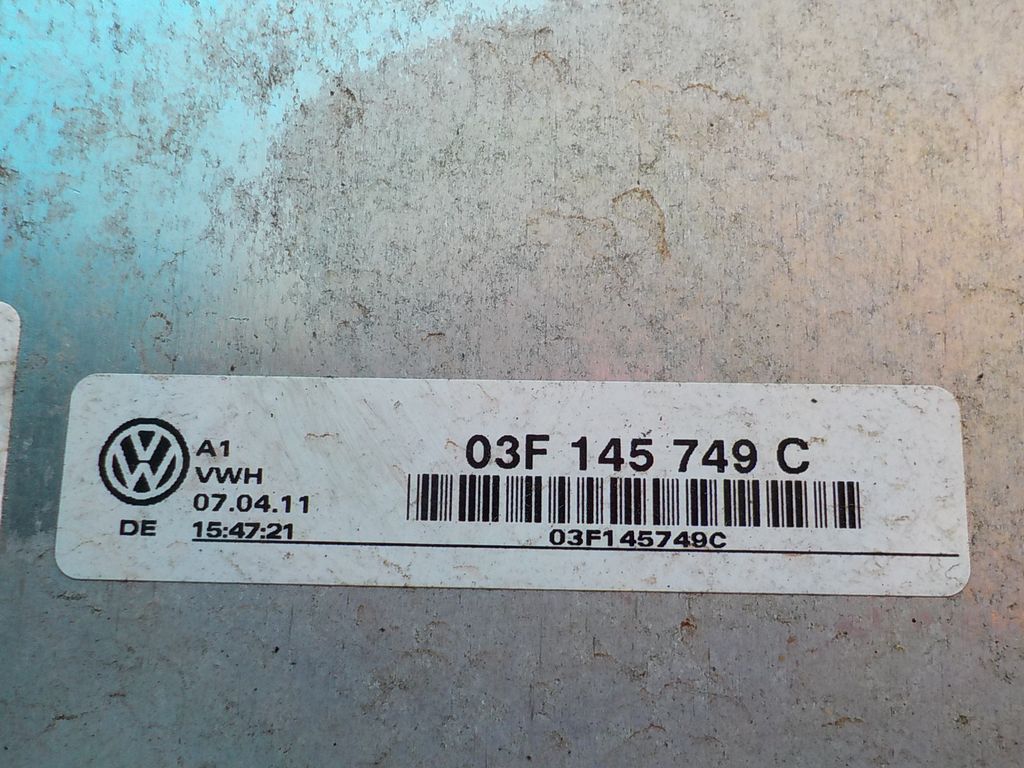 A1
VWH
07.04.11
DE 15:47:21
03F 145 749 C
03F145749C